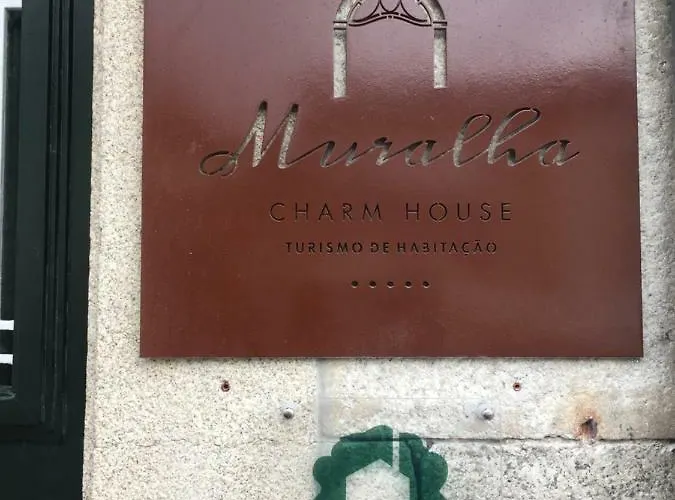 Muralha
CHARM HOUSE
TURISMO DE HABITAÇÃO